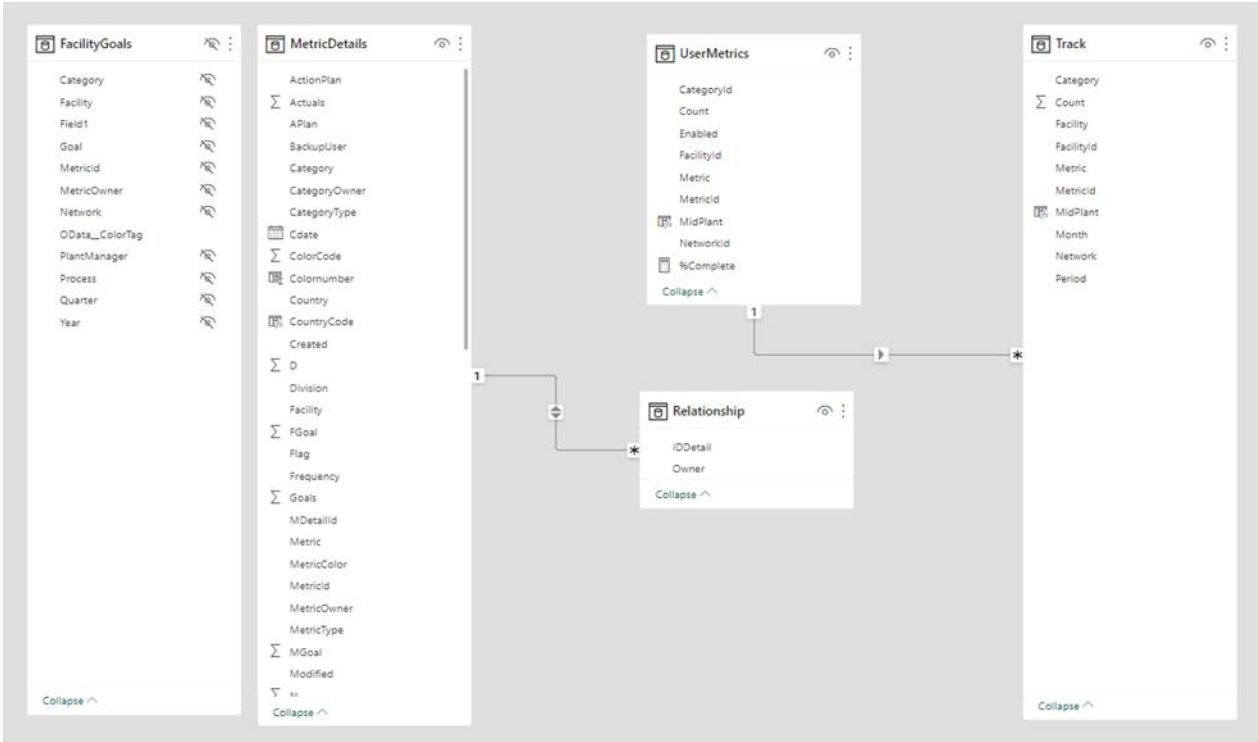 FacilityGoals
Category
Facility
Field1
Goal
MetricId
MetricOwner
Network
OData__ColorTag
PlantManager
Process
Quarter
Year
Collapse
MetricDetails
ActionPlan
Σ Actuals
APlan
BackupUser
Category
CategoryOwner
CategoryType
Cdate
Σ ColorCode
Colornumber
Country
CountryCode
Created
Σ D
Division
Facility
Σ FGoal
Flag
Frequency
Σ Goals
MDetailId
Metric
MetricColor
MetricId
MetricOwner
MetricType
Σ MGoal
Modified
Collapse
1
*
UserMetrics
CategoryId
Count
Enabled
FacilityId
Metric
MetricId
MidPlant
NetworkId
%Complete
Collapse
1
*
Relationship
IDDetail
Owner
Collapse
Track
Category
Σ Count
Facility
FacilityId
Metric
MetricId
MidPlant
Month
Network
Period
Collapse